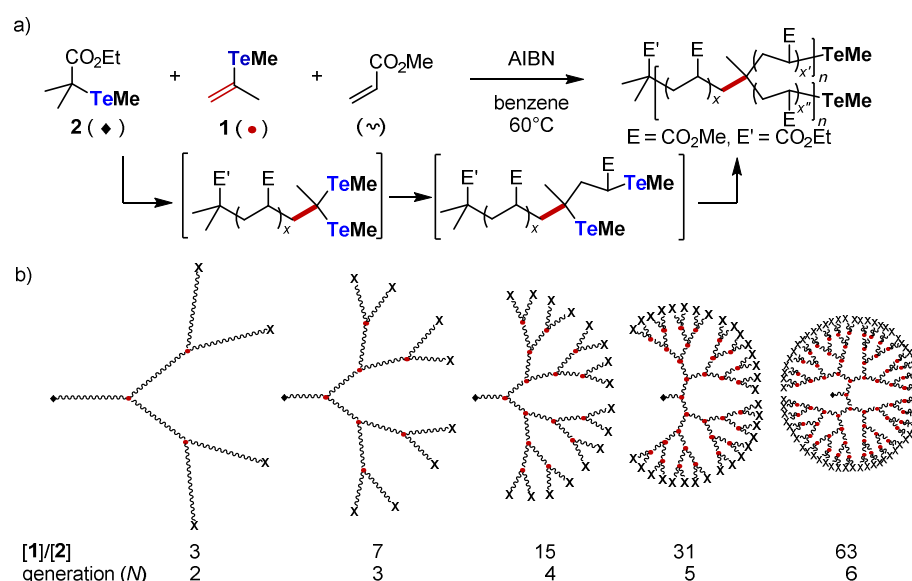 a)
CO₂Et
TeMe
2 (♦)
+
TeMe
1 (•)
+
CO₂Me
(~)
AIBN
benzene
60°C
E'
E
x
E
x'
TeMe
n
x"
TeMe
n
E
E = CO₂Me, E' = CO₂Et
E'
E
x
TeMe
TeMe
E'
E
x
E
TeMe
TeMe
b)
X X X X
X X X X X X X X
X X X X X X X X X X X X X X X X
[1]/[2] 3 7 15 31 63
generation (N) 2 3 4 5 6